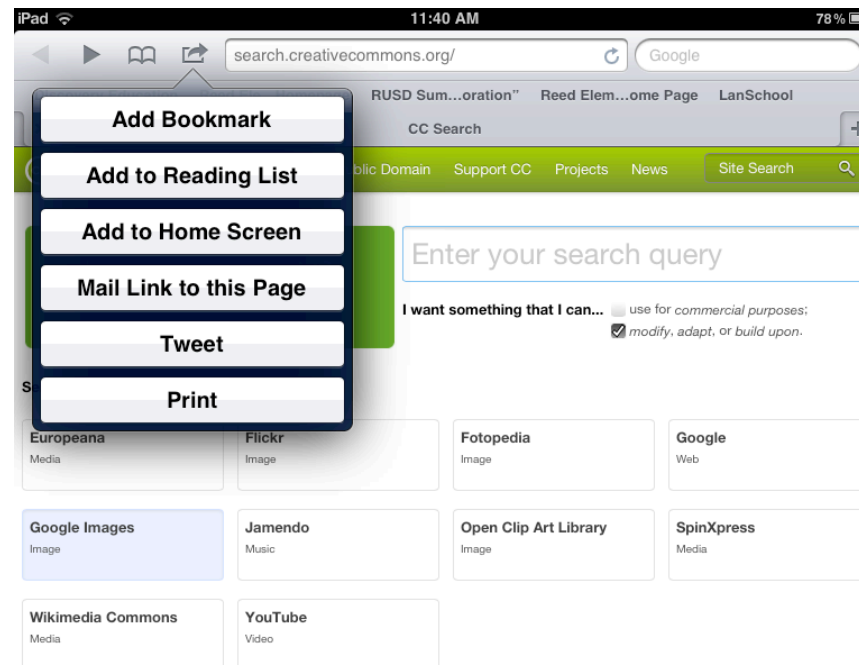 iPad 11:40 AM 78%
search.creativecommons.org/ Google
RUSD Sum...oration" Reed Elem...ome Page LanSchool
CC Search
Add Bookmark
Add to Reading List
Add to Home Screen
Mail Link to this Page
Tweet
Print
blic Domain Support CC Projects News Site Search
Enter your search query
I want something that I can... use for commercial purposes;
modify, adapt, or build upon.
S
Europeana Flickr Fotopedia Google
Media Image Image Web
Google Images Jamendo Open Clip Art Library SpinXpress
Image Music Image Media
Wikimedia Commons YouTube
Media Video